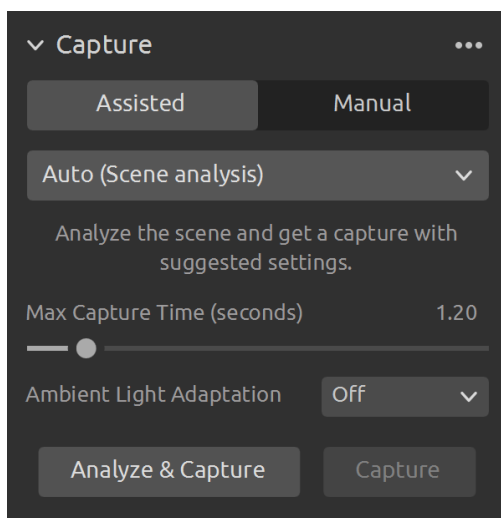 Capture
Assisted Manual
Auto (Scene analysis)
Analyze the scene and get a capture with
suggested settings.
Max Capture Time (seconds) 1.20
Ambient Light Adaptation Off
Analyze & Capture Capture